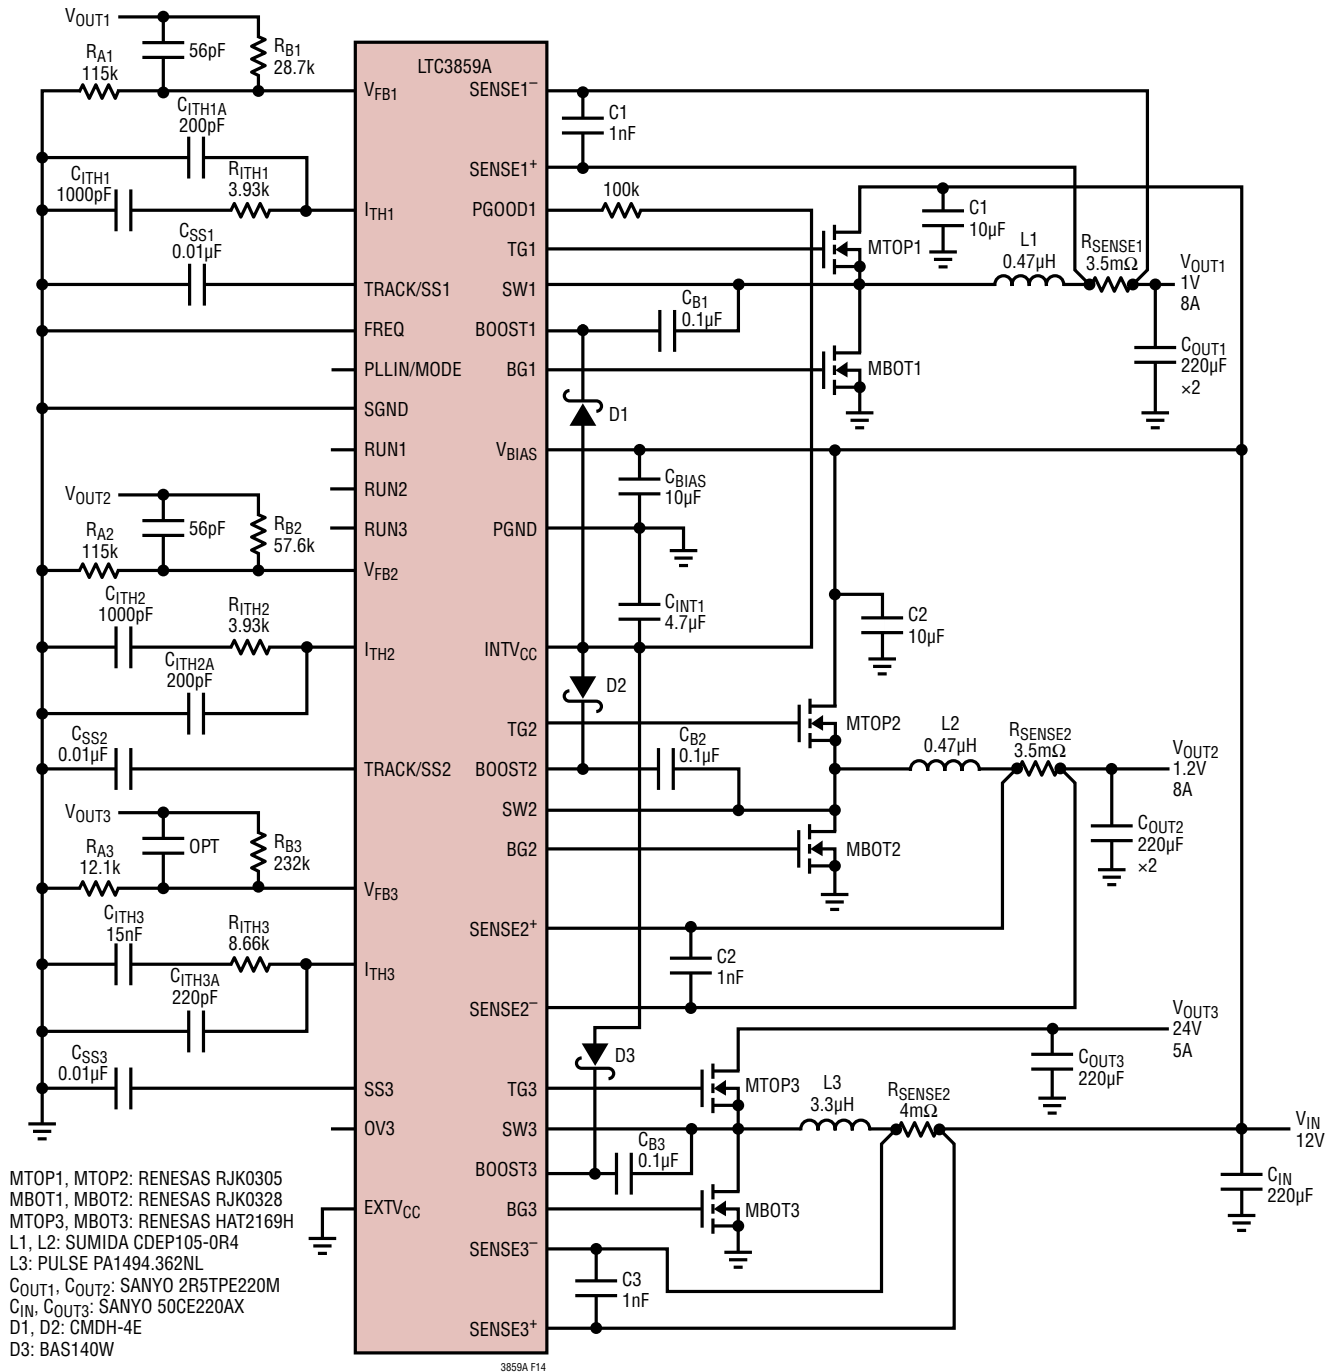 VOUT1
RA1
115k
56pF
RB1
28.7k
CITH1A
200pF
CITH1
1000pF
RITH1
3.93k
CSS1
0.01µF
VOUT2
RA2
115k
56pF
RB2
57.6k
CITH2
1000pF
RITH2
3.93k
CITH2A
200pF
CSS2
0.01µF
VOUT3
RA3
12.1k
OPT
RB3
232k
CITH3
15nF
RITH3
8.66k
CITH3A
220pF
CSS3
0.01µF
LTC3859A
VFB1
ITH1
TRACK/SS1
FREQ
PLLIN/MODE
SGND
RUN1
RUN2
RUN3
VFB2
ITH2
TRACK/SS2
VFB3
ITH3
SS3
OV3
EXTVCC
SENSE1–
SENSE1+
PGOOD1
TG1
SW1
BOOST1
BG1
VBIAS
PGND
INTVCC
TG2
BOOST2
SW2
BG2
SENSE2+
SENSE2–
TG3
SW3
BOOST3
BG3
SENSE3–
SENSE3+
C1
1nF
100k
MTOP1
C1
10µF
L1
0.47µH
RSENSE1
3.5mΩ
VOUT1
1V
8A
CB1
0.1µF
MBOT1
COUT1
220µF
×2
D1
CBIAS
10µF
CINT1
4.7µF
C2
10µF
D2
MTOP2
L2
0.47µH
RSENSE2
3.5mΩ
VOUT2
1.2V
8A
CB2
0.1µF
MBOT2
COUT2
220µF
×2
C2
1nF
VOUT3
24V
5A
D3
MTOP3
L3
3.3µH
RSENSE2
4mΩ
COUT3
220µF
VIN
12V
CB3
0.1µF
MBOT3
CIN
220µF
C3
1nF
MTOP1, MTOP2: RENESAS RJK0305
MBOT1, MBOT2: RENESAS RJK0328
MTOP3, MBOT3: RENESAS HAT2169H
L1, L2: SUMIDA CDEP105-0R4
L3: PULSE PA1494.362NL
COUT1, COUT2: SANYO 2R5TPE220M
CIN, COUT3: SANYO 50CE220AX
D1, D2: CMDH-4E
D3: BAS140W
3859A F14